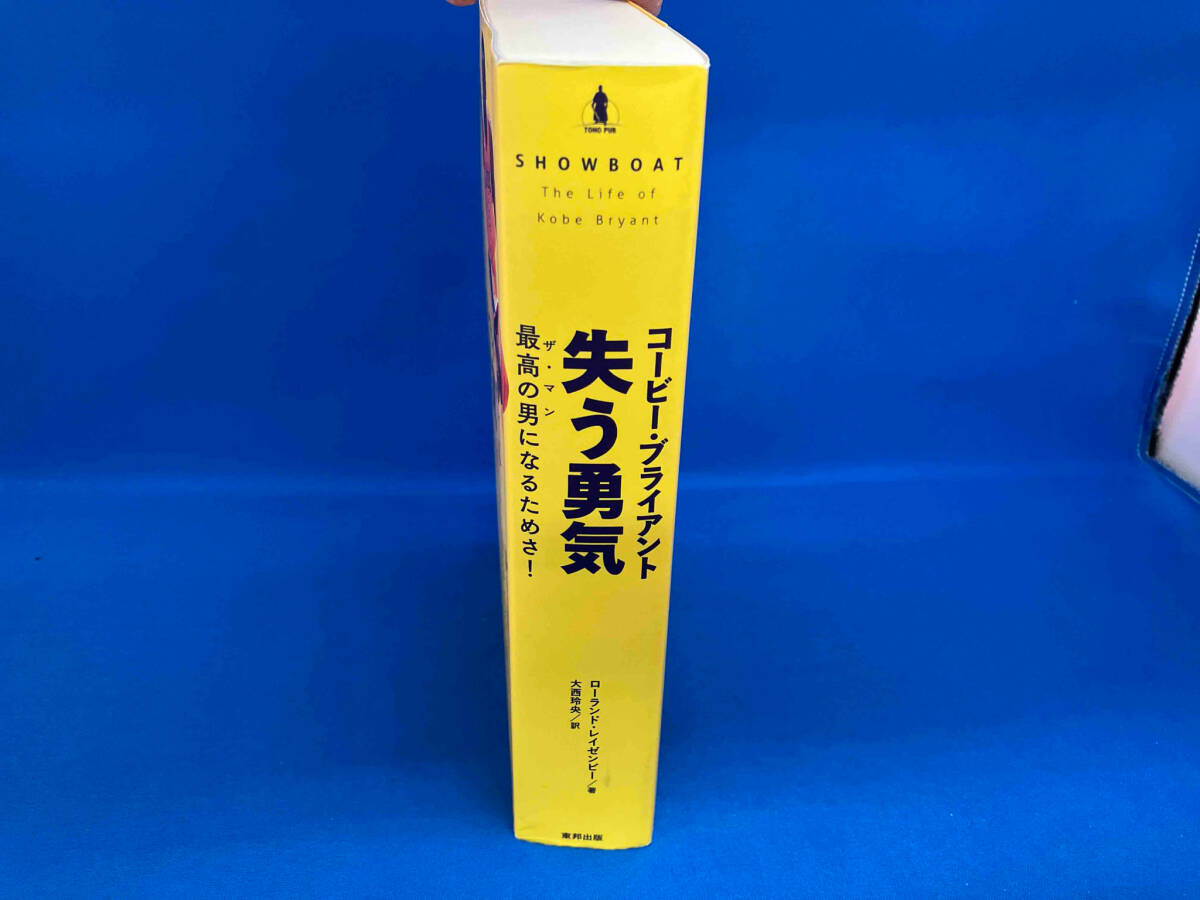 TOHO PUB
SHOWBOAT
The Life of
Kobe Bryant
コービー・ブライアント
失う勇気
最高の男になるためさ!
ザ・マン
ローランド・レイゼンビー/著
大西玲央/訳
東邦出版